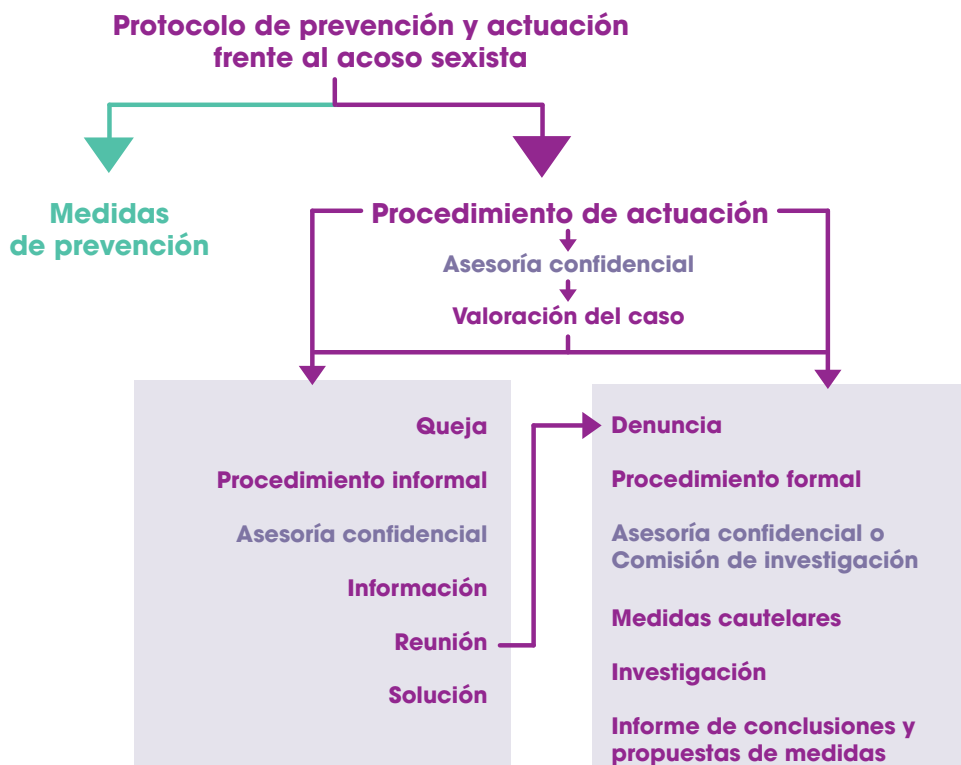 Protocolo de prevención y actuación
frente al acoso sexista
Medidas
de prevención
Procedimiento de actuación
Asesoría confidencial
Valoración del caso
Queja
Procedimiento informal
Asesoría confidencial
Información
Reunión
Solución
Denuncia
Procedimiento formal
Asesoría confidencial o
Comisión de investigación
Medidas cautelares
Investigación
Informe de conclusiones y
propuestas de medidas